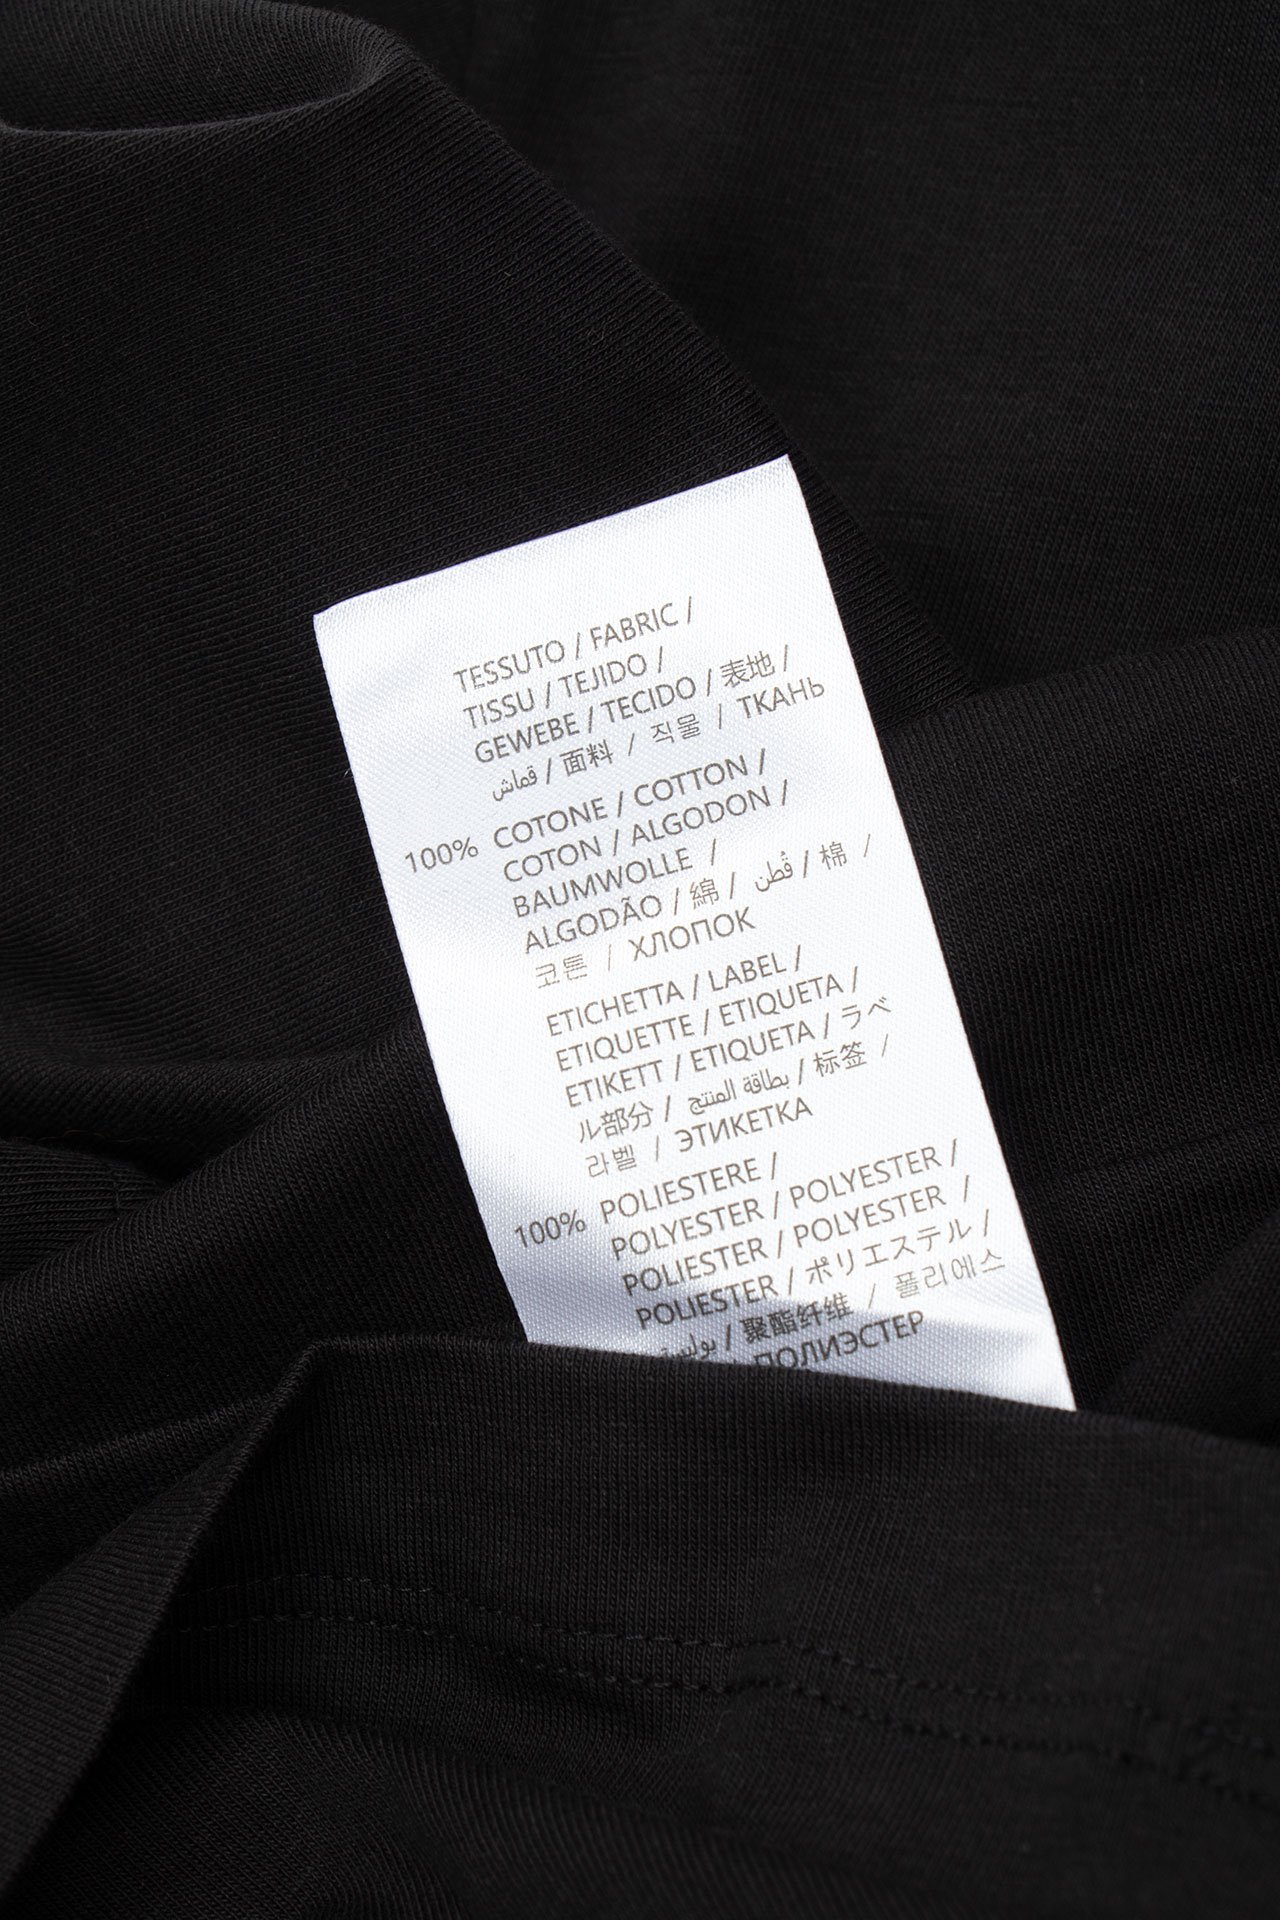 TESSUTO / FABRIC /
TISSU / TEJIDO /
GEWEBE / TECIDO / 表地 /
قماش / 面料 / 직물 / ТКАНЬ
100% COTONE / COTTON /
COTON / ALGODON /
BAUMWOLLE /
ALGODÃO / 綿 / قُطن / 棉 /
코튼 / ХЛОПОК
ETICHETTA / LABEL /
ETIQUETTE / ETIQUETA /
ETIKETT / ETIQUETA / ラベ
ル部分 / بطاقة المنتج / 标签 /
라벨 / ЭТИКЕТКА
100% POLIESTERE /
POLYESTER / POLYESTER /
POLIESTER / POLYESTER /
POLIESTER / ポリエステル /
/ 聚酯纤维 / 폴리에스
ПОЛИЭСТЕР